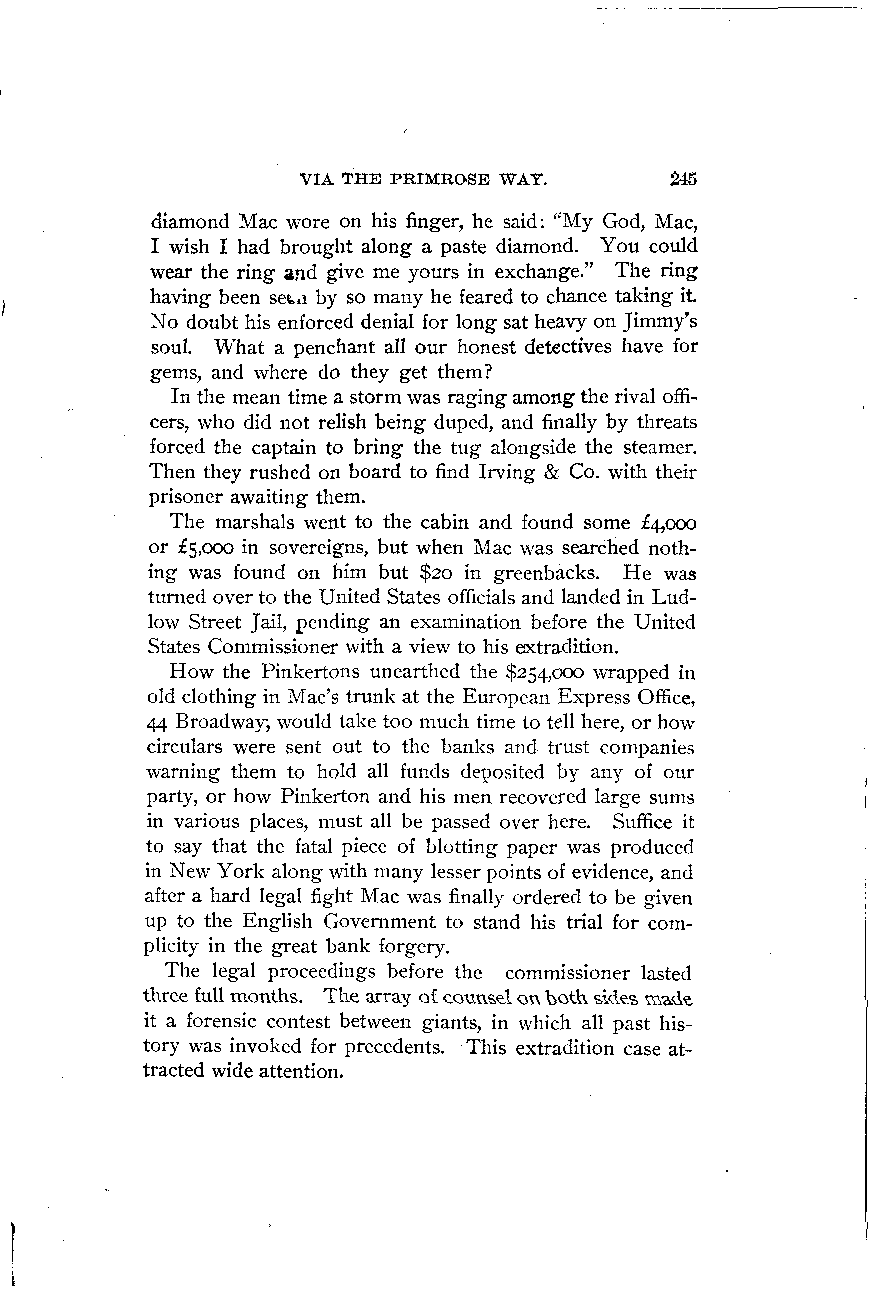 VIA THE PRIMROSE WAY. 245
diamond Mac wore on his finger, he said: "My God, Mac,
I wish I had brought along a paste diamond. You could
wear the ring and give me yours in exchange." The ring
having been seen by so many he feared to chance taking it.
No doubt his enforced denial for long sat heavy on Jimmy's
soul. What a penchant all our honest detectives have for
gems, and where do they get them?
In the mean time a storm was raging among the rival offi-
cers, who did not relish being duped, and finally by threats
forced the captain to bring the tug alongside the steamer.
Then they rushed on board to find Irving & Co. with their
prisoner awaiting them.
The marshals went to the cabin and found some £4,000
or £5,000 in sovereigns, but when Mac was searched noth-
ing was found on him but $20 in greenbacks. He was
turned over to the United States officials and landed in Lud-
low Street Jail, pending an examination before the United
States Commissioner with a view to his extradition.
How the Pinkertons unearthed the $254,000 wrapped in
old clothing in Mac's trunk at the European Express Office,
44 Broadway, would take too much time to tell here, or how
circulars were sent out to the banks and trust companies
warning them to hold all funds deposited by any of our
party, or how Pinkerton and his men recovered large sums
in various places, must all be passed over here. Suffice it
to say that the fatal piece of blotting paper was produced
in New York along with many lesser points of evidence, and
after a hard legal fight Mac was finally ordered to be given
up to the English Government to stand his trial for com-
plicity in the great bank forgery.
The legal proceedings before the commissioner lasted
three full months. The array of counsel on both sides made
it a forensic contest between giants, in which all past his-
tory was invoked for precedents. This extradition case at-
tracted wide attention.